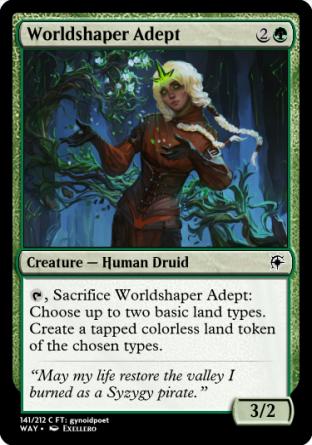 Worldshaper Adept 2
Creature — Human Druid
, Sacrifice Worldshaper Adept:
Choose up to two basic land types.
Create a tapped colorless land token
of the chosen types.
“May my life restore the valley I
burned as a Syzygy pirate.”
3/2
141/212 C FT: gynoidpoet
WAY • Exellero